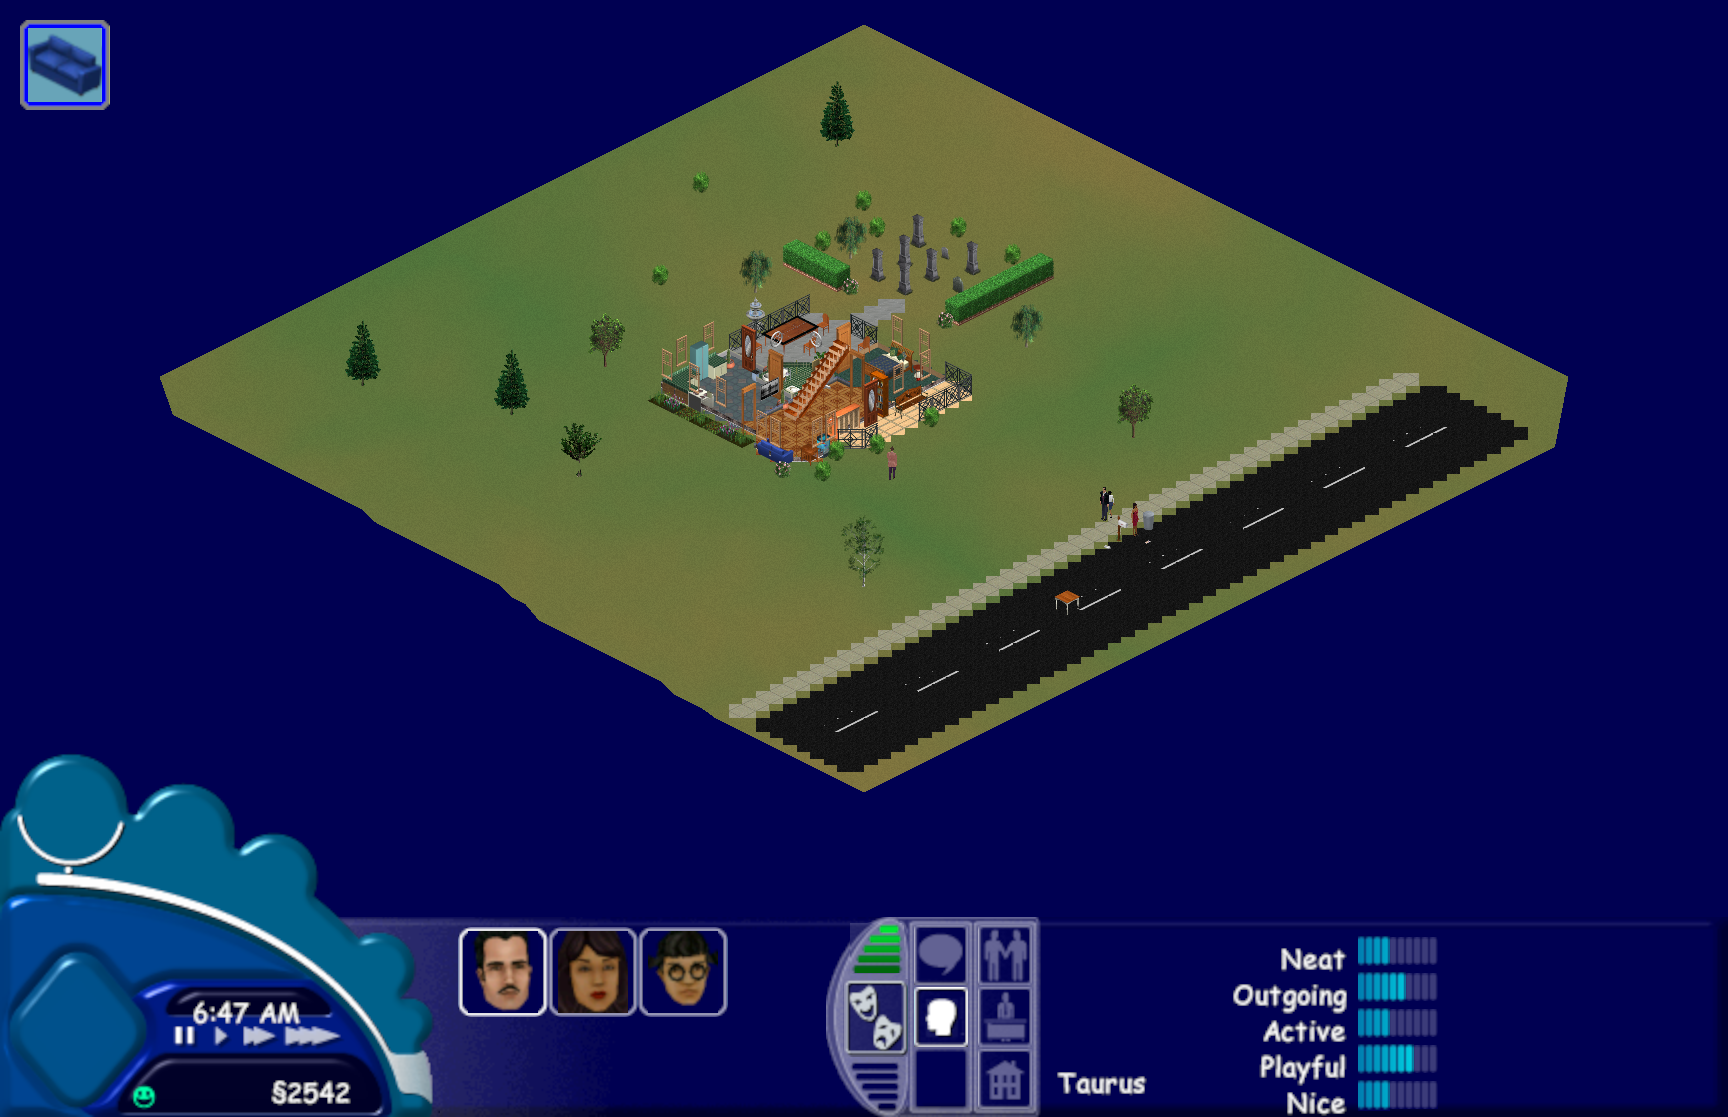 6:47 AM
§2542
Taurus
Neat
Outgoing
Active
Playful
Nice